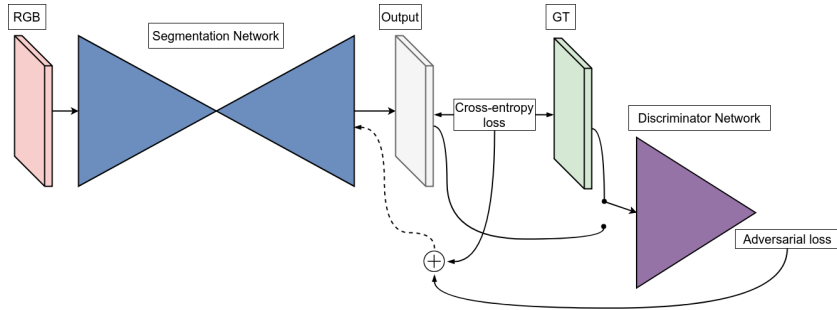 RGB
Segmentation Network
Output
GT
Cross-entropy
loss
Discriminator Network
Adversarial loss